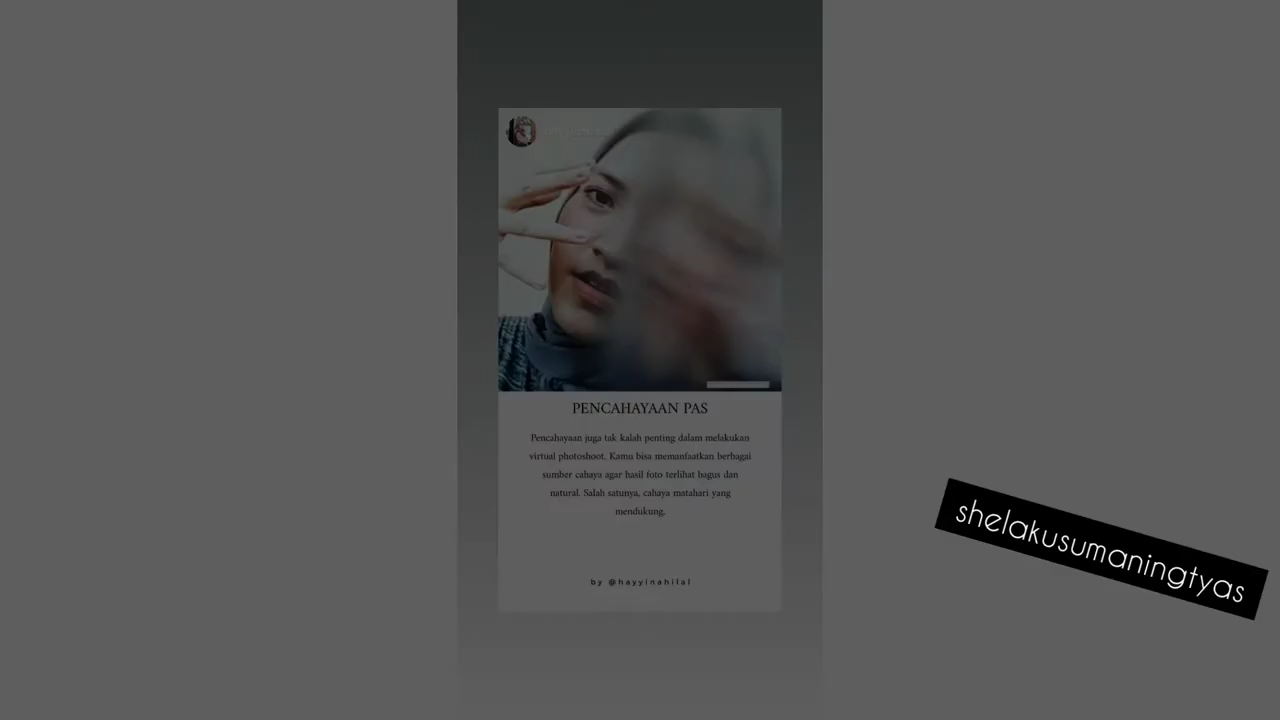 PENCAHAYAAN PAS
Pencahayaan juga tak kalah penting dalam melakukan
virtual photoshoot. Kamu bisa memanfaatkan berbagai
sumber cahaya agar hasil foto terlihat bagus dan
natural. Salah satunya, cahaya matahari yang
mendukung.
by @hayyinahilal
shelakusumaningtyas